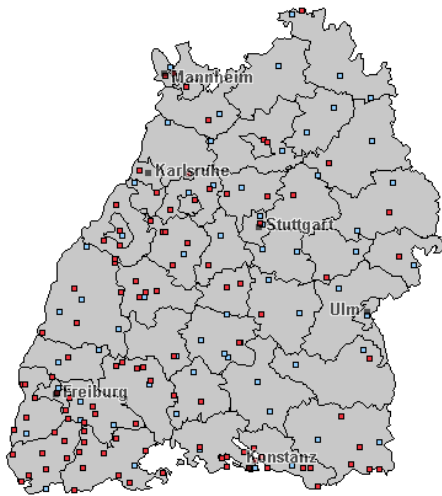 Mannheim
Karlsruhe
Stuttgart
Ulm
Freiburg
Konstanz